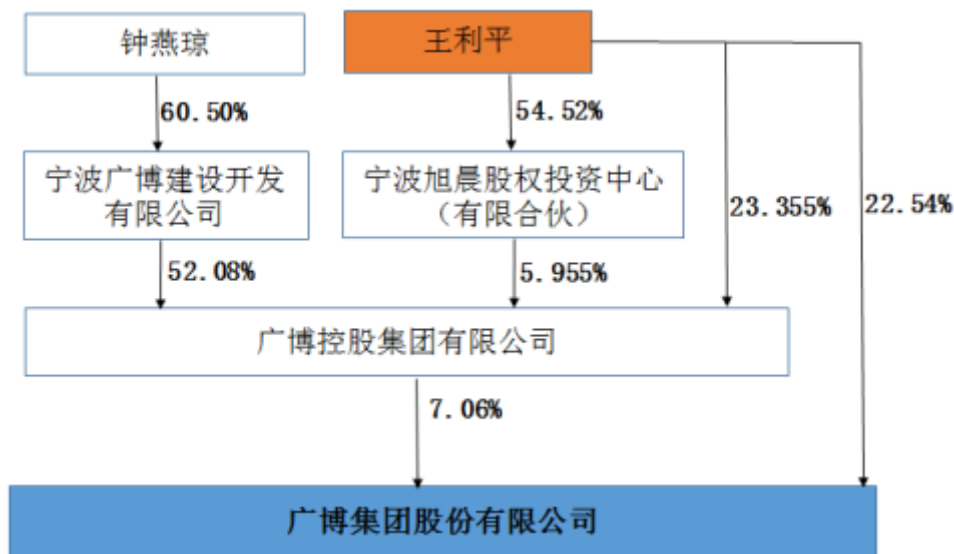 钟燕琼
王利平
60.50%
54.52%
宁波广博建设开发
有限公司
宁波旭晨股权投资中心
（有限合伙）
23.355%
22.54%
52.08%
5.955%
广博控股集团有限公司
7.06%
广博集团股份有限公司